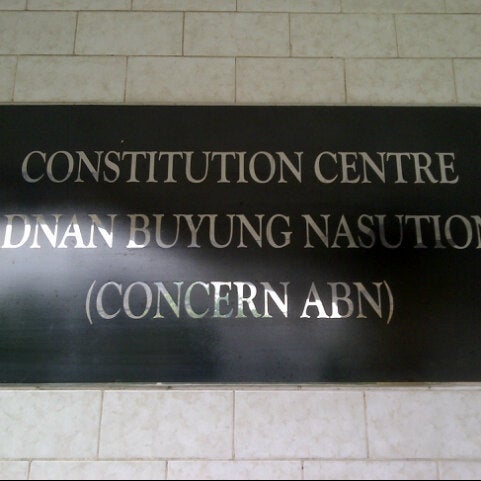 CONSTITUTION CENTRE
DNAN BUYUNG NASUTION
(CONCERN ABN)